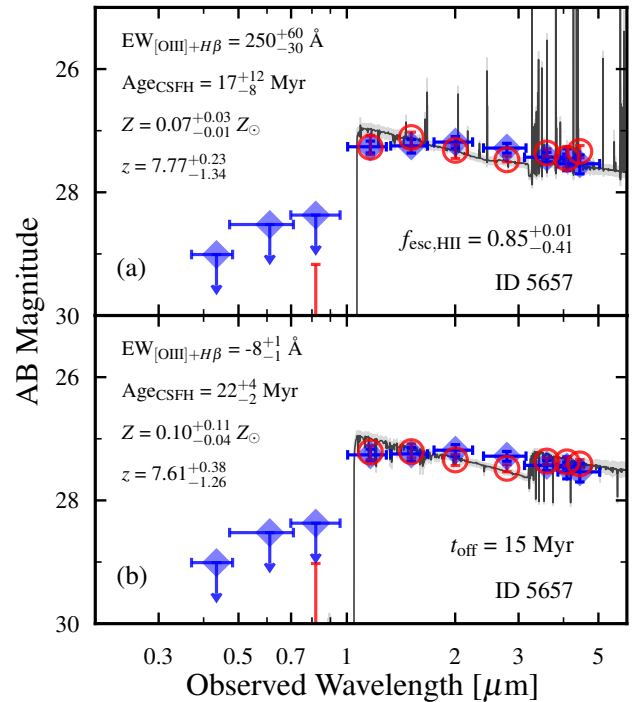 AB Magnitude
26
28
30
EW[OIII]+Hβ = 250 +60 −30 Å
AgeCSFH = 17 +12 −8 Myr
Z = 0.07 +0.03 −0.01 Z⊙
z = 7.77 +0.23 −1.34
(a)
fesc,HII = 0.85 +0.01 −0.41
ID 5657
26
28
30
EW[OIII]+Hβ = -8 +1 −1 Å
AgeCSFH = 22 +4 −2 Myr
Z = 0.10 +0.11 −0.04 Z⊙
z = 7.61 +0.38 −1.26
(b)
toff = 15 Myr
ID 5657
0.3 0.5 0.7 1 2 3 5
Observed Wavelength [μm]